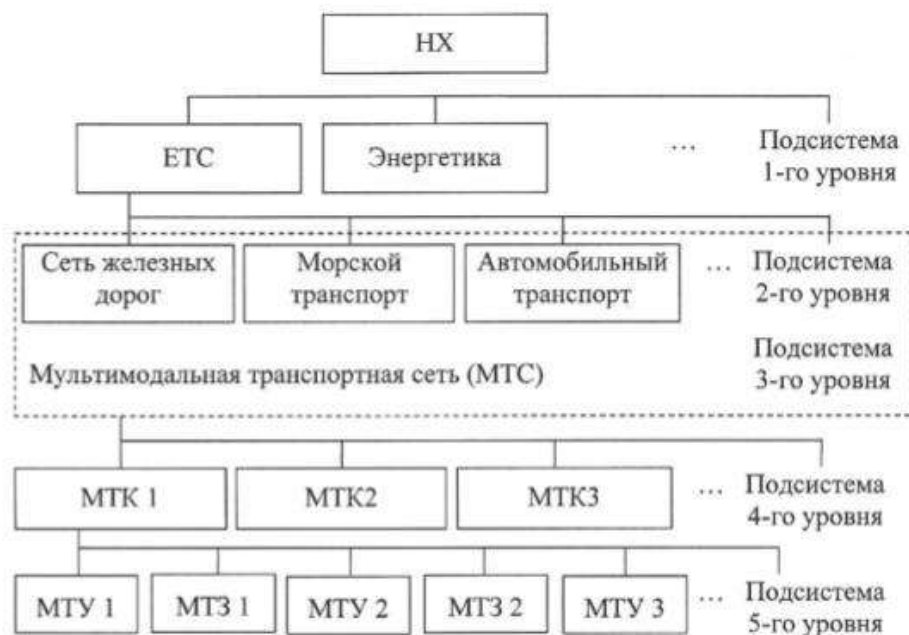 НХ
ЕТС
Энергетика
... Подсистема
1-го уровня
Сеть железных
дорог
Морской
транспорт
Автомобильный
транспорт
... Подсистема
2-го уровня
Подсистема
3-го уровня
Мультимодальная транспортная сеть (МТС)
МТК 1
МТК2
МТК3
... Подсистема
4-го уровня
МТУ 1
МТЗ 1
МТУ 2
МТЗ 2
МТУ 3
... Подсистема
5-го уровня